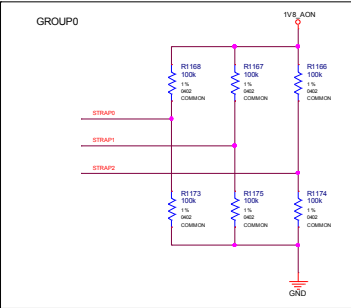 GROUP0
1V8_AON
R1168
100k
1%
0402
COMMON
R1167
100k
1%
0402
COMMON
R1166
100k
1%
0402
COMMON
STRAP0
STRAP1
STRAP2
R1173
100k
1%
0402
COMMON
R1175
100k
1%
0402
COMMON
R1174
100k
1%
0402
COMMON
GND